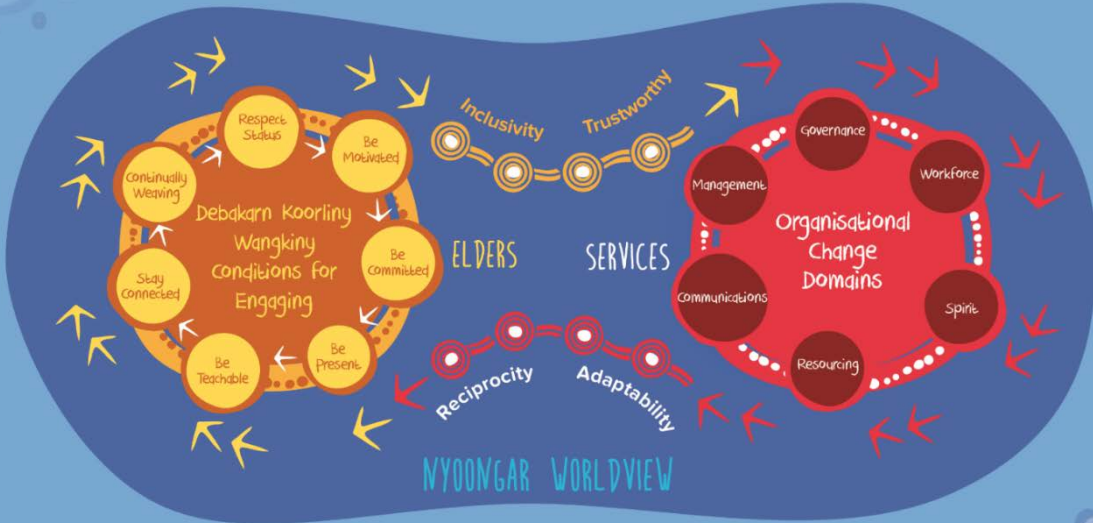 Respect
Status
Be
Motivated
Be
Committed
Be
Present
Be
Teachable
Stay
Connected
Continually
Weaving
Debakarn Koorliny
Wangkiny
Conditions for
Engaging
Inclusivity
Trustworthy
ELDERS
SERVICES
Reciprocity
Adaptability
Governance
Workforce
Spirit
Resourcing
Communications
Management
Organisational
Change
Domains
NYOONGAR WORLDVIEW